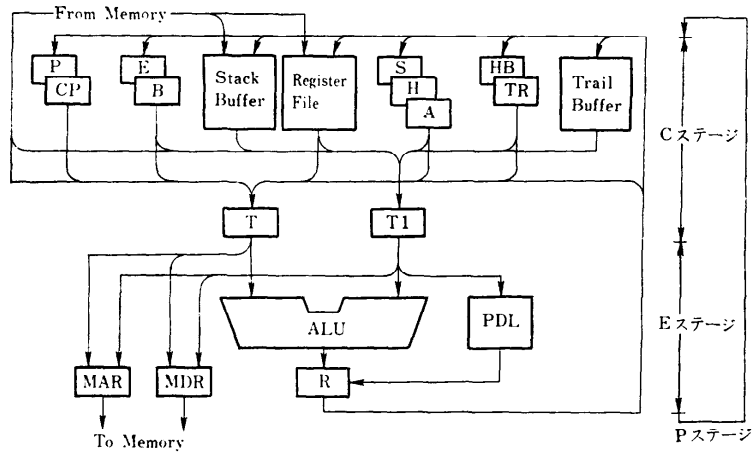 From Memory
P
CP
E
B
Stack
Buffer
Register
File
S
H
A
HB
TR
Trail
Buffer
Cステージ
T
T1
ALU
PDL
Eステージ
MAR
MDR
R
To Memory
Pステージ